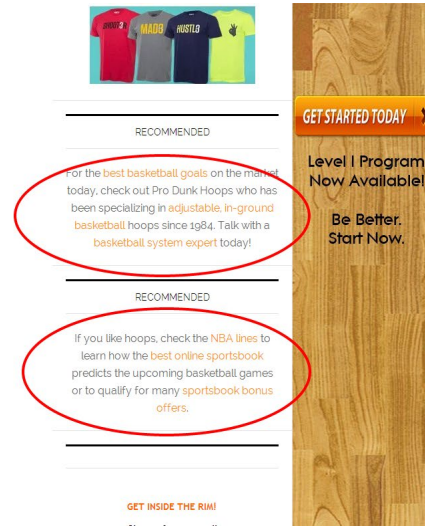 SHOOTER
MADE
HUSTLE
RECOMMENDED
For the best basketball goals on the market
today, check out Pro Dunk Hoops who has
been specializing in adjustable, in-ground
basketball hoops since 1984. Talk with a
basketball system expert today!
RECOMMENDED
If you like hoops, check the NBA lines to
learn how the best online sportsbook
predicts the upcoming basketball games
or to qualify for many sportsbook bonus
offers.
GET INSIDE THE RIM!
GET STARTED TODAY
Level I Program
Now Available!
Be Better.
Start Now.